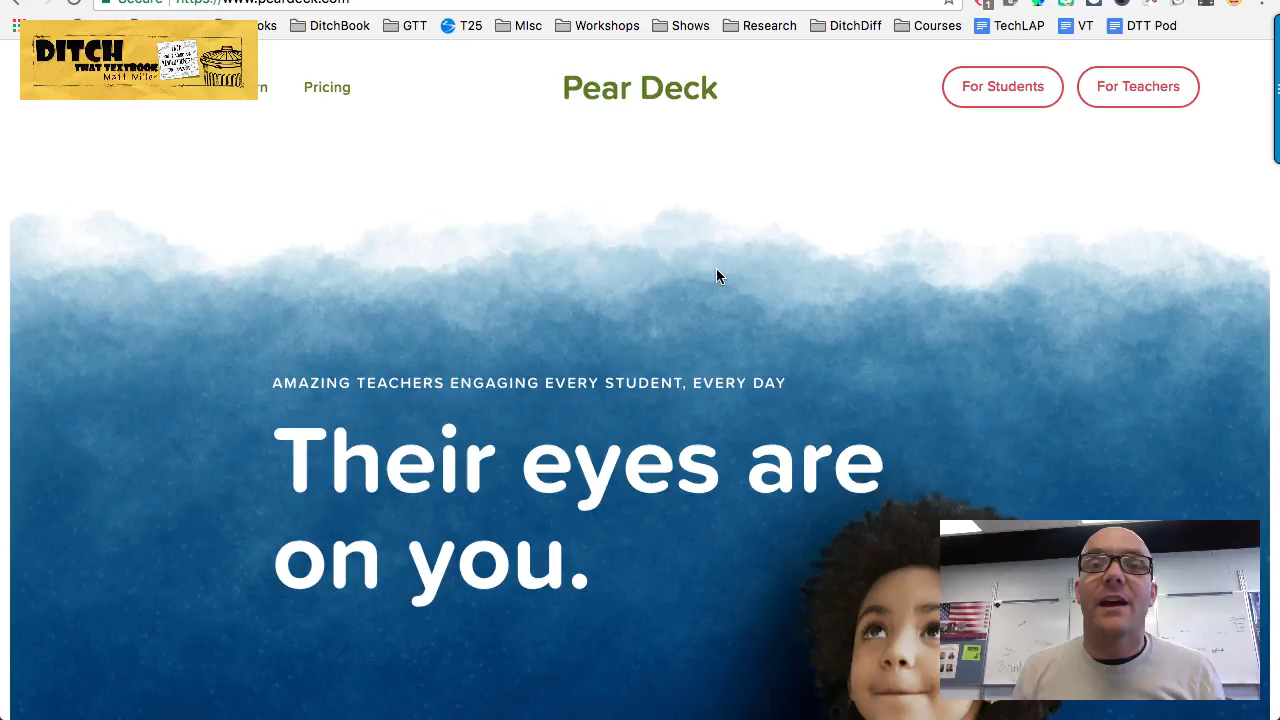 Secure https://www.peardeck.com
DITCH
THAT TEXTBOOK
Matt Miller
DitchBook GTT T25 MIsc Workshops Shows Research DitchDiff Courses TechLAP VT DTT Pod
Pricing
Pear Deck
For Students
For Teachers
AMAZING TEACHERS ENGAGING EVERY STUDENT, EVERY DAY
Their eyes are
on you.